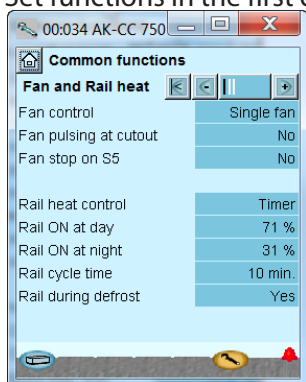 Set functions in the first
00:034 AK-CC 750
Common functions
Fan and Rail heat
Fan control Single fan
Fan pulsing at cutout No
Fan stop on S5 No
Rail heat control Timer
Rail ON at day 71 %
Rail ON at night 31 %
Rail cycle time 10 min.
Rail during defrost Yes